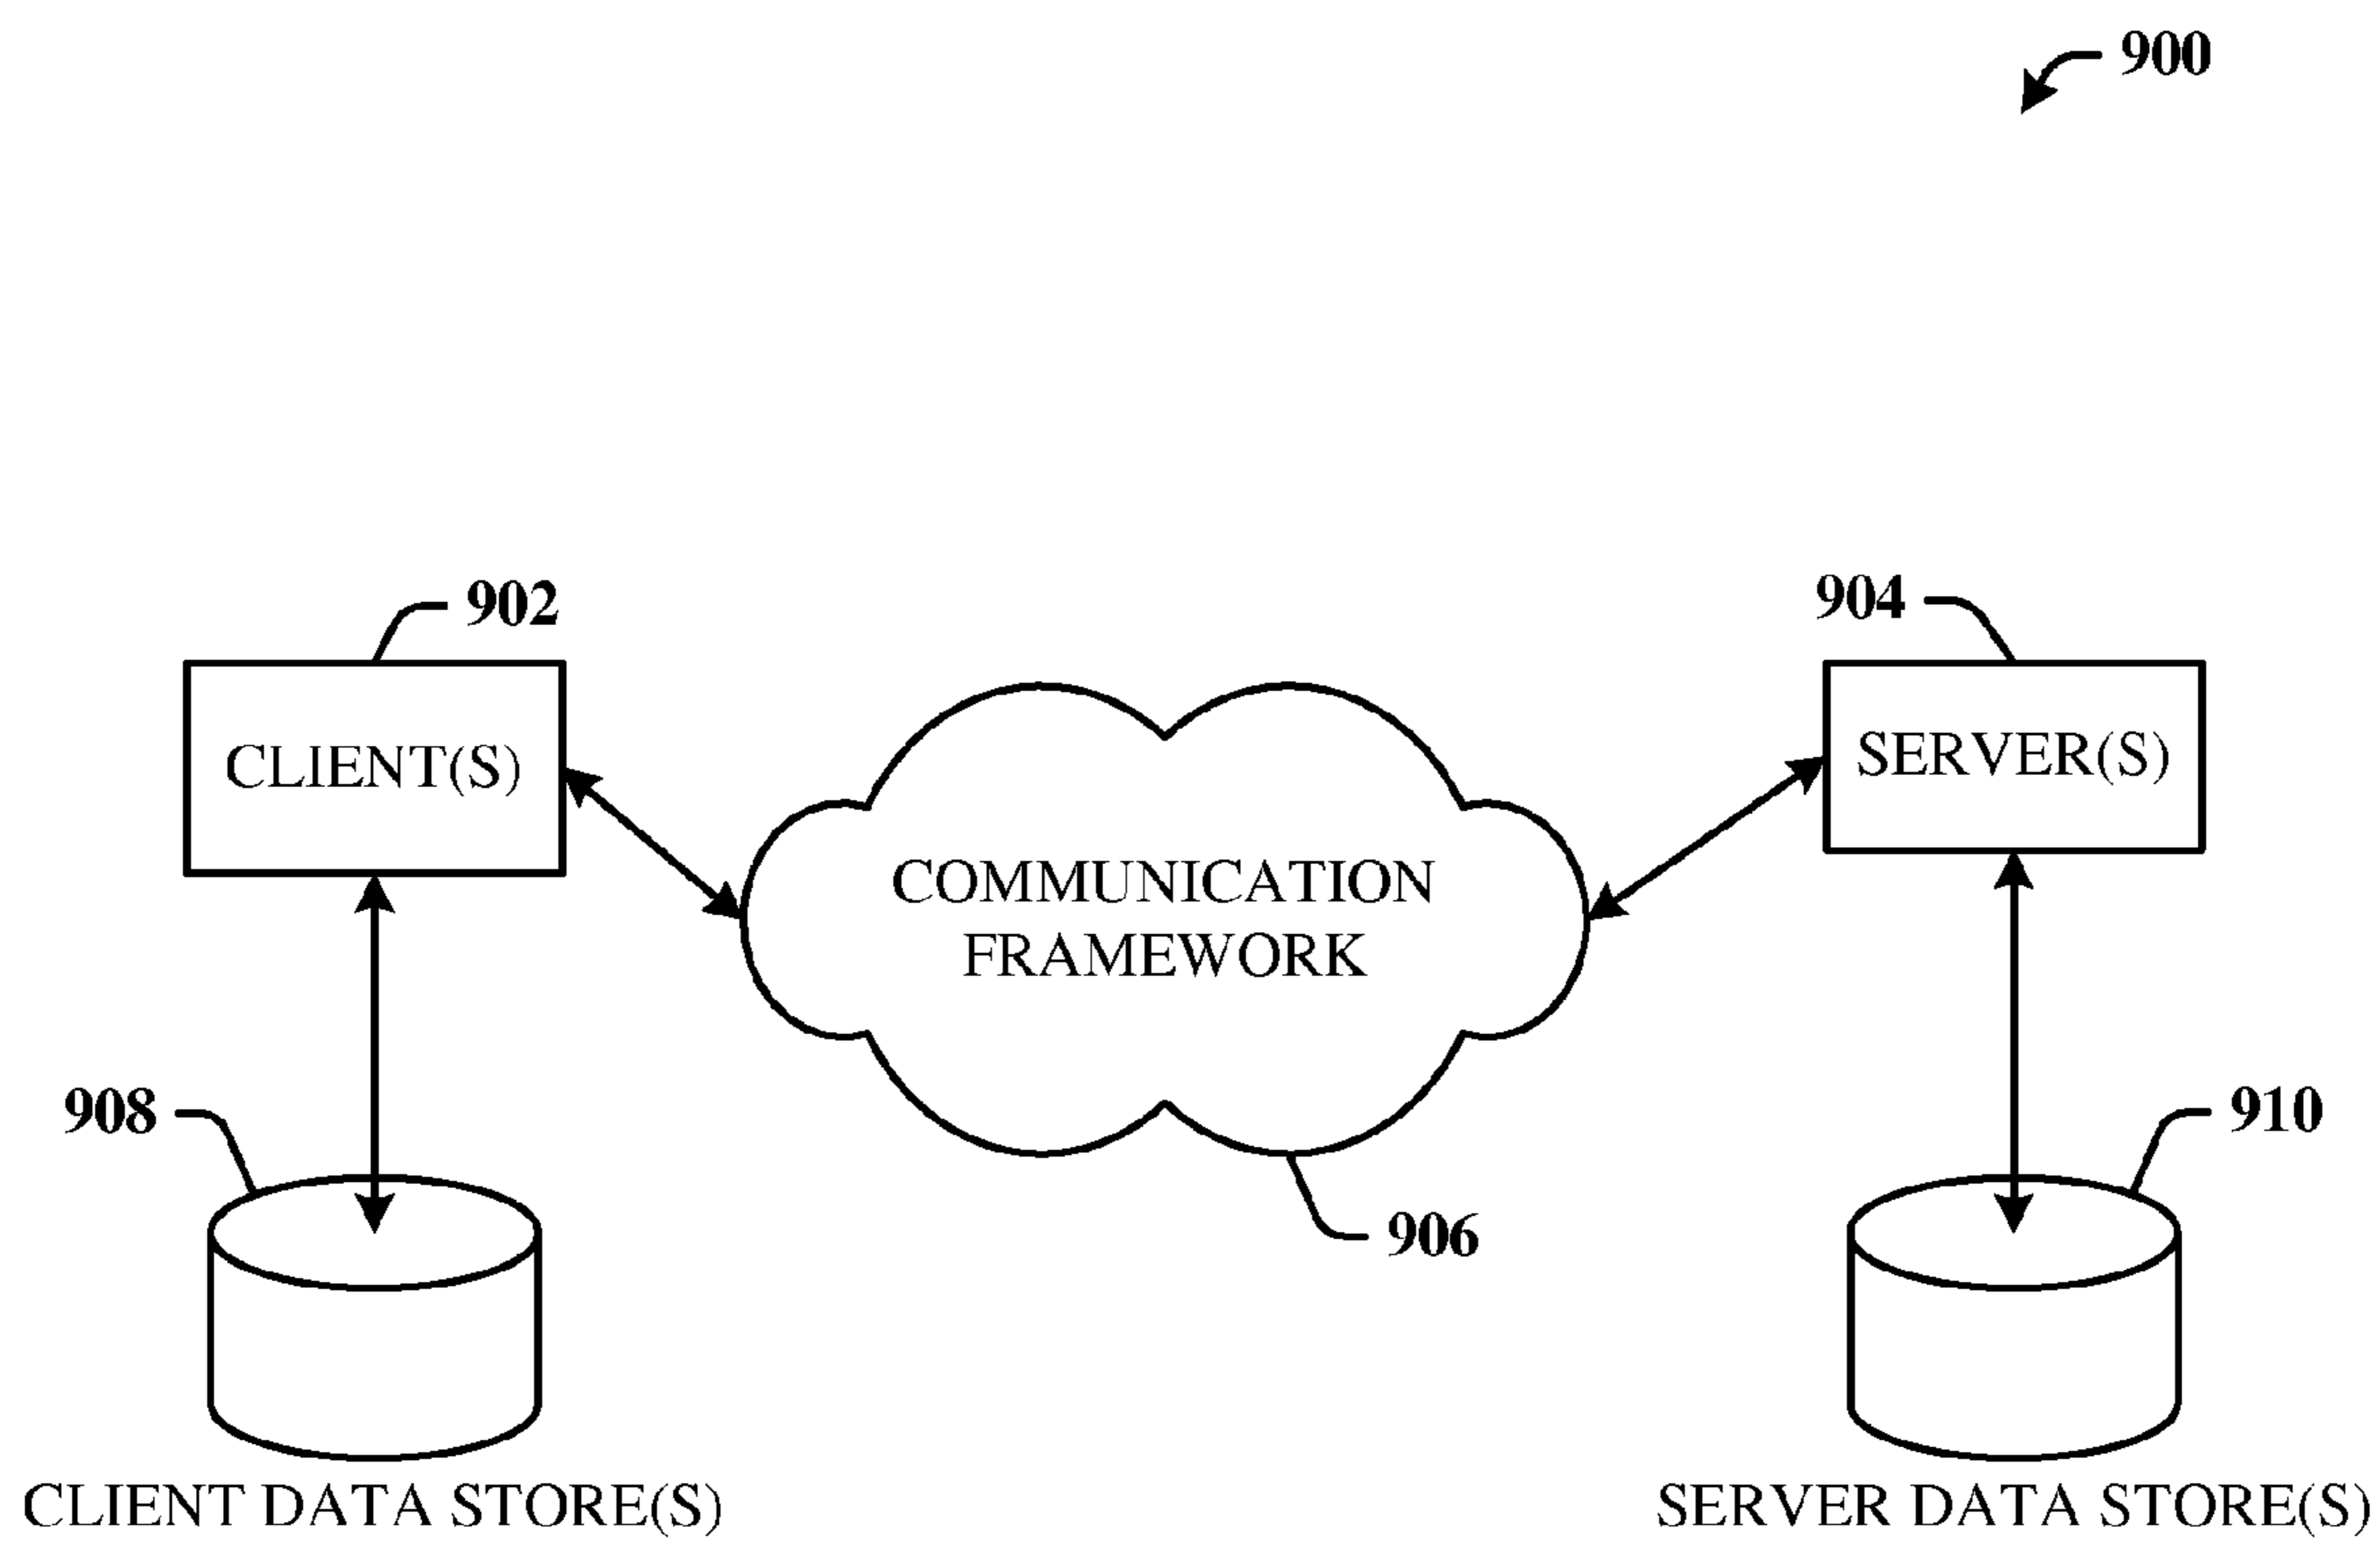 900
902
904
CLIENT(S)
SERVER(S)
COMMUNICATION
FRAMEWORK
908
910
906
CLIENT DATA STORE(S)
SERVER DATA STORE(S)